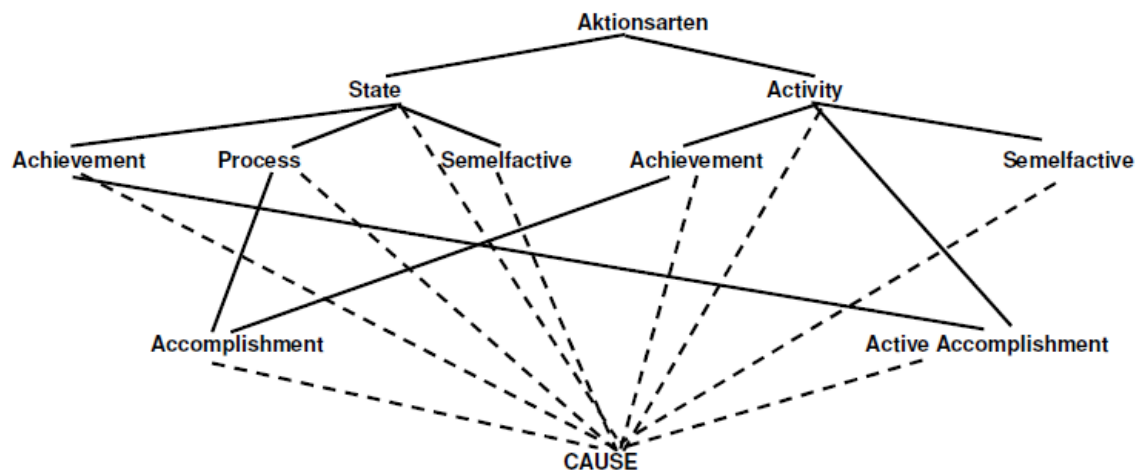 Aktionsarten
State Activity
Achievement Process Semelfactive Achievement Semelfactive
Accomplishment Active Accomplishment
CAUSE